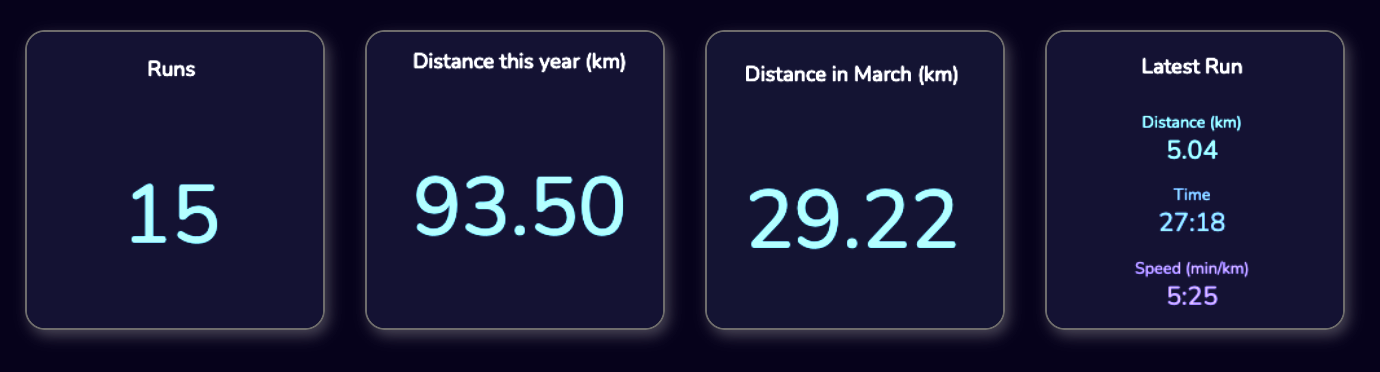 Runs
15
Distance this year (km)
93.50
Distance in March (km)
29.22
Latest Run
Distance (km)
5.04
Time
27:18
Speed (min/km)
5:25